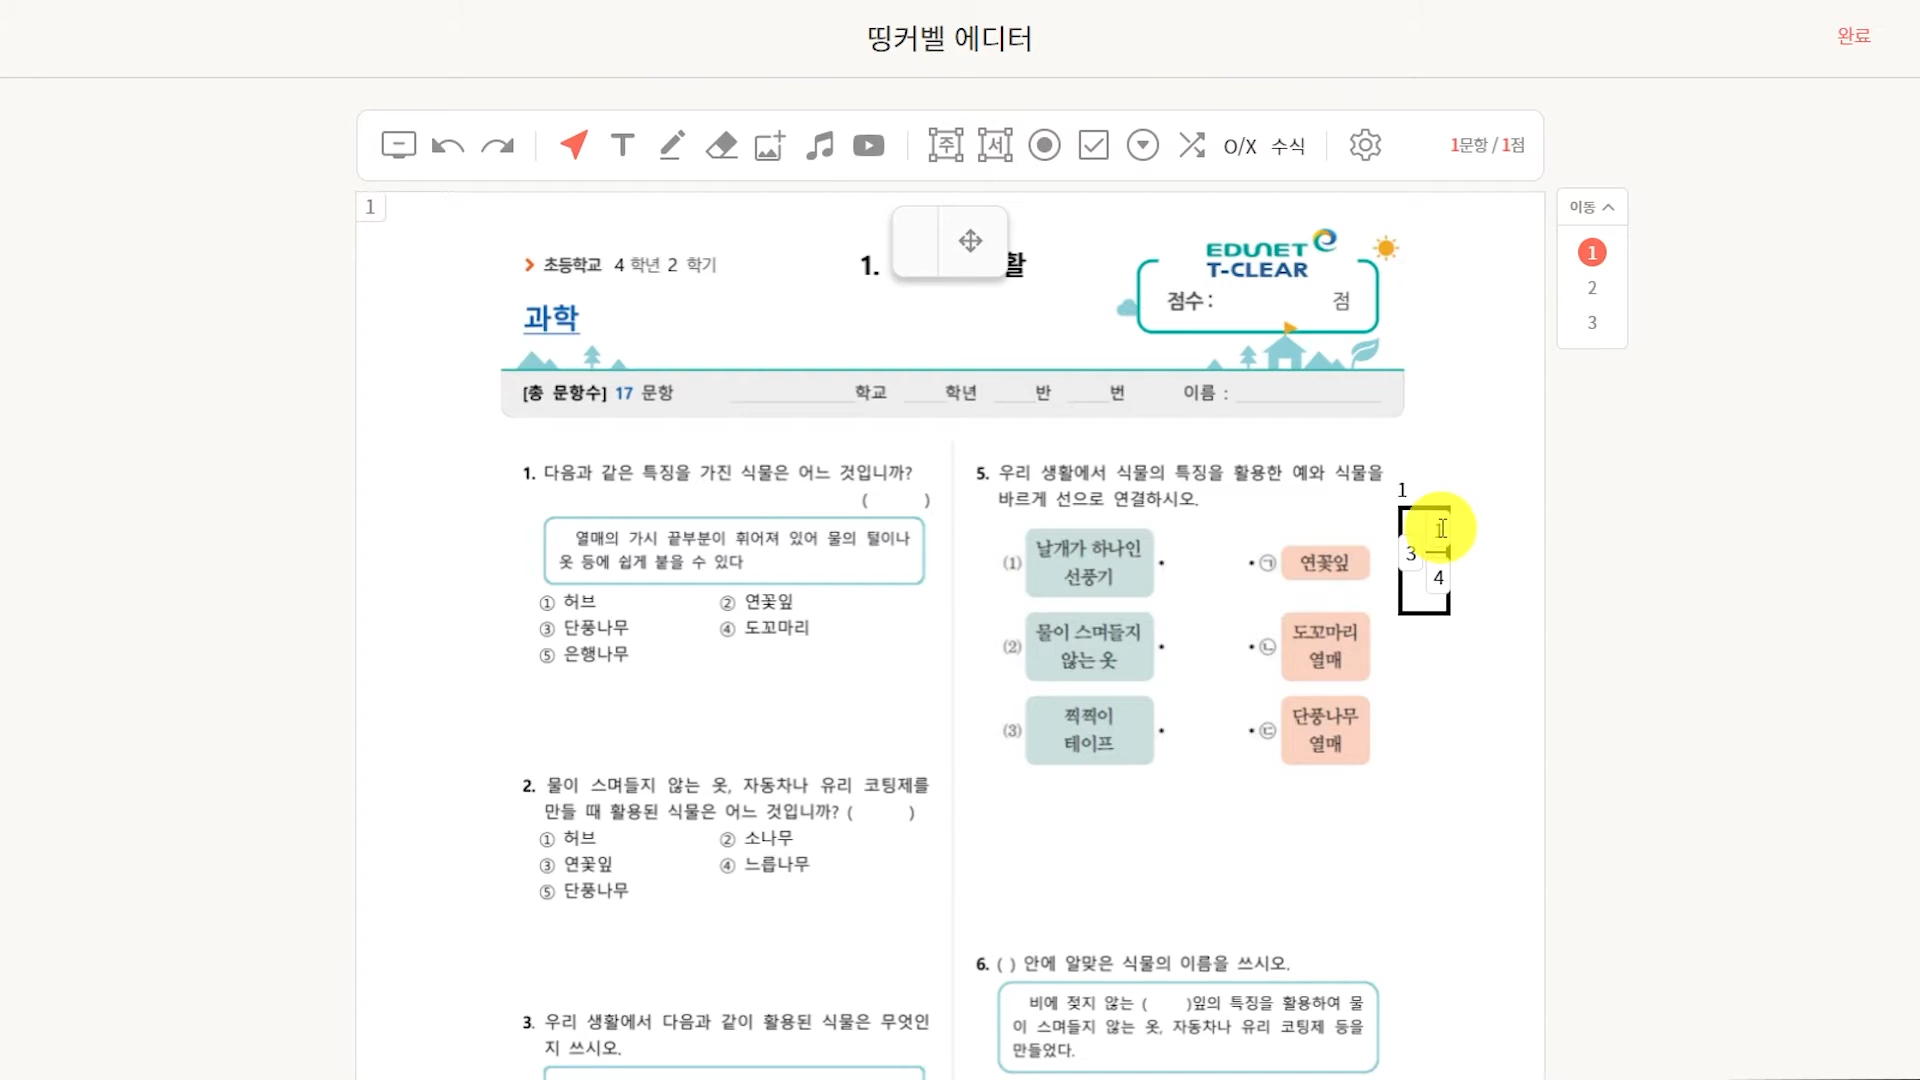 띵커벨 에디터
완료
T
주
서
O/X
수식
1문항 / 1점
1
이동
1
2
3
초등학교 4 학년 2 학기
과학
1.
활
EDUNET
T-CLEAR
점수 : 점
[총 문항수] 17 문항 학교 학년 반 번 이름 :
1. 다음과 같은 특징을 가진 식물은 어느 것입니까?
( )
열매의 가시 끝부분이 휘어져 있어 물의 털이나
옷 등에 쉽게 붙을 수 있다
① 허브 ② 연꽃잎
③ 단풍나무 ④ 도꼬마리
⑤ 은행나무
2. 물이 스며들지 않는 옷, 자동차나 유리 코팅제를
만들 때 활용된 식물은 어느 것입니까? ( )
① 허브 ② 소나무
③ 연꽃잎 ④ 느릅나무
⑤ 단풍나무
3. 우리 생활에서 다음과 같이 활용된 식물은 무엇인
지 쓰시오.
5. 우리 생활에서 식물의 특징을 활용한 예와 식물을
바르게 선으로 연결하시오.
(1) 날개가 하나인
선풍기
㉠ 연꽃잎
(2) 물이 스며들지
않는 옷
㉡ 도꼬마리
열매
(3) 찍찍이
테이프
㉢ 단풍나무
열매
1
3
4
6. ( ) 안에 알맞은 식물의 이름을 쓰시오.
비에 젖지 않는 ( )잎의 특징을 활용하여 물
이 스며들지 않는 옷, 자동차나 유리 코팅제 등을
만들었다.